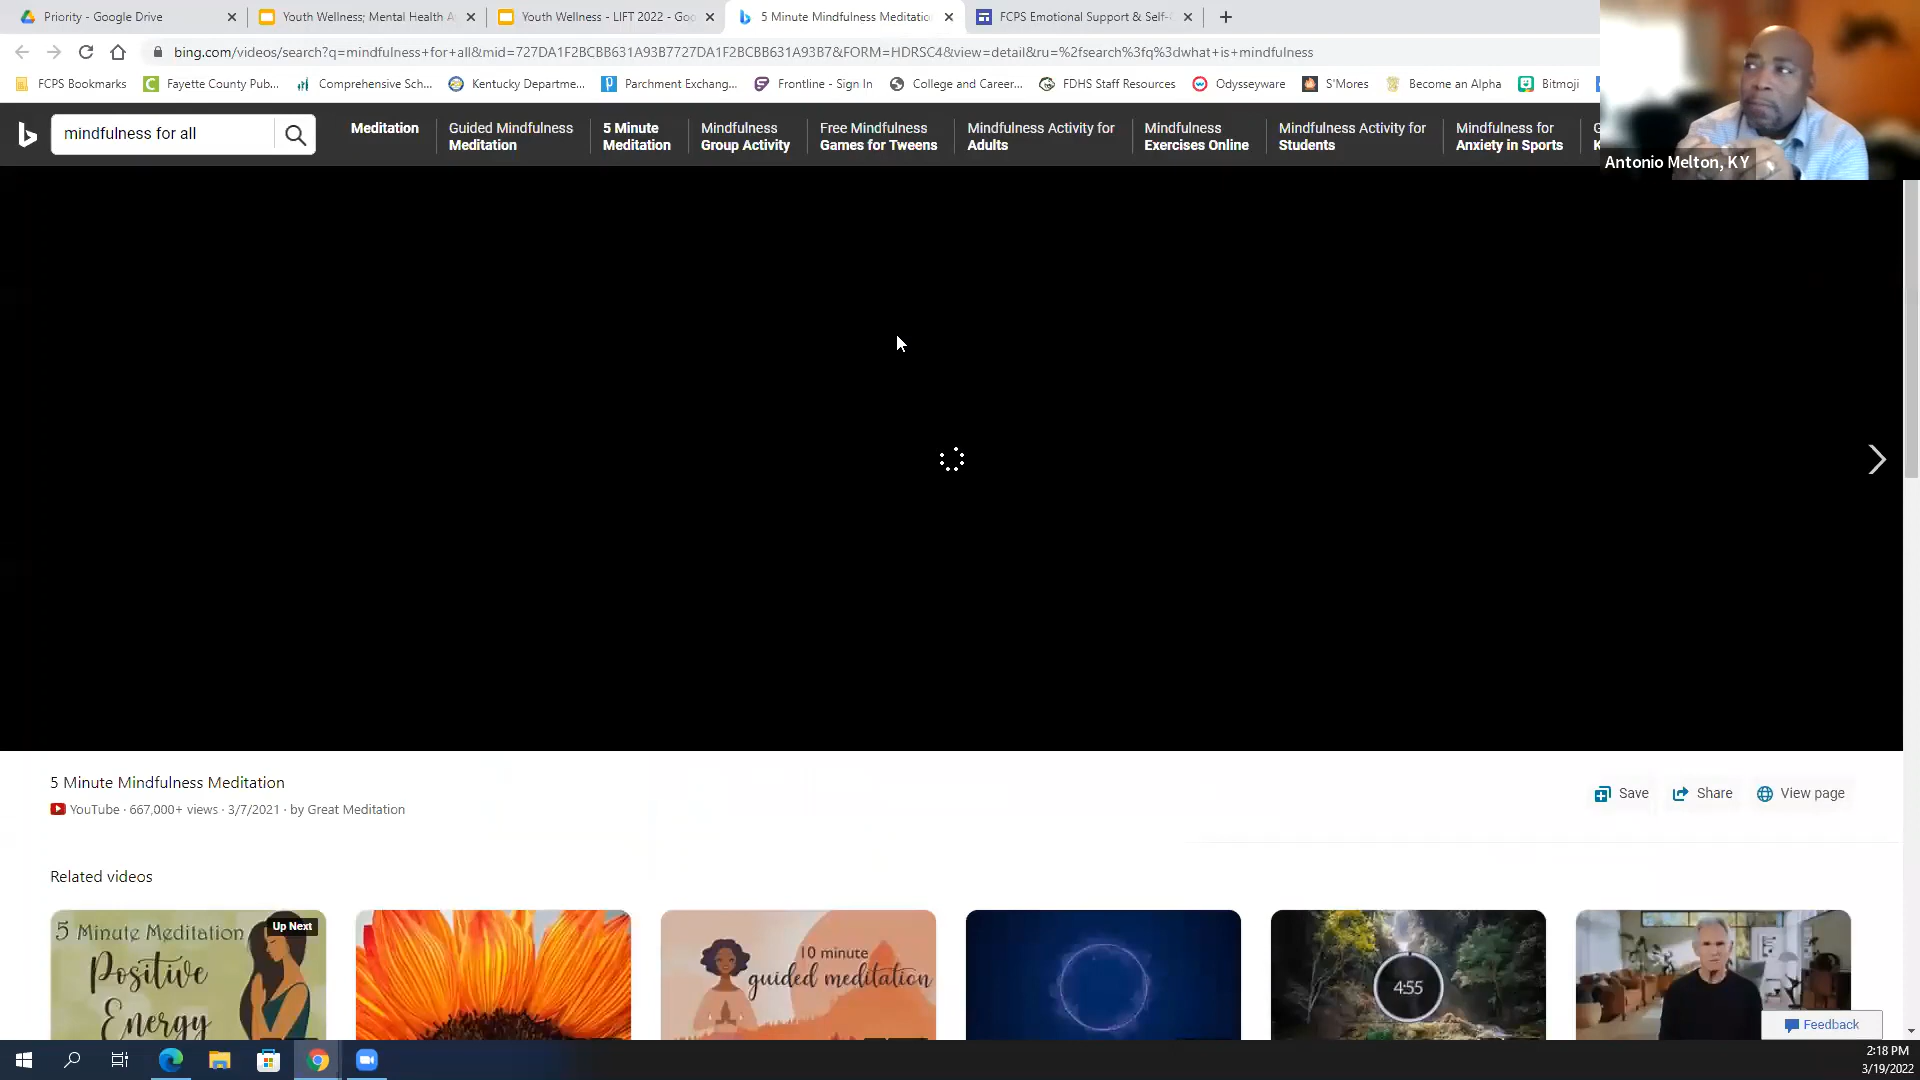 Priority - Google Drive
Youth Wellness; Mental Health A
Youth Wellness - LIFT 2022 - Goo
5 Minute Mindfulness Meditatio
FCPS Emotional Support & Self-
bing.com/videos/search?q=mindfulness+for+all&mid=727DA1F2BCBB631A93B7727DA1F2BCBB631A93B7&FORM=HDRSC4&view=detail&ru=%2fsearch%3fq%3dwhat+is+mindfulness
FCPS Bookmarks
Fayette County Pub...
Comprehensive Sch...
Kentucky Departme...
Parchment Exchang...
Frontline - Sign In
College and Career...
FDHS Staff Resources
Odysseyware
S'Mores
Become an Alpha
Bitmoji
mindfulness for all
Meditation
Guided Mindfulness
Meditation
5 Minute
Meditation
Mindfulness
Group Activity
Free Mindfulness
Games for Tweens
Mindfulness Activity for
Adults
Mindfulness
Exercises Online
Mindfulness Activity for
Students
Mindfulness for
Anxiety in Sports
Antonio Melton, KY
5 Minute Mindfulness Meditation
YouTube · 667,000+ views · 3/7/2021 · by Great Meditation
Save
Share
View page
Related videos
5 Minute Meditation
Positive
Energy
Up Next
10 minute
guided meditation
4:55
Feedback
2:18 PM
3/19/2022